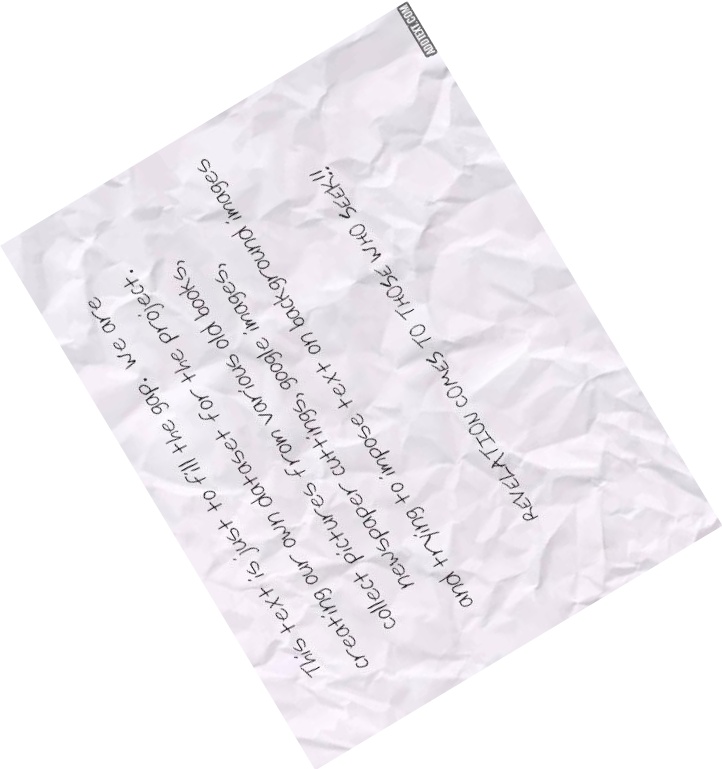 This text is just to fill the gap. we are
creating our own dataset for the project.
collect pictures from various old books,
newspaper cuttings, google images,
and trying to impose text on background images
REVELATION COMES TO THOSE WHO SEEK!!
ADDTEXT.COM